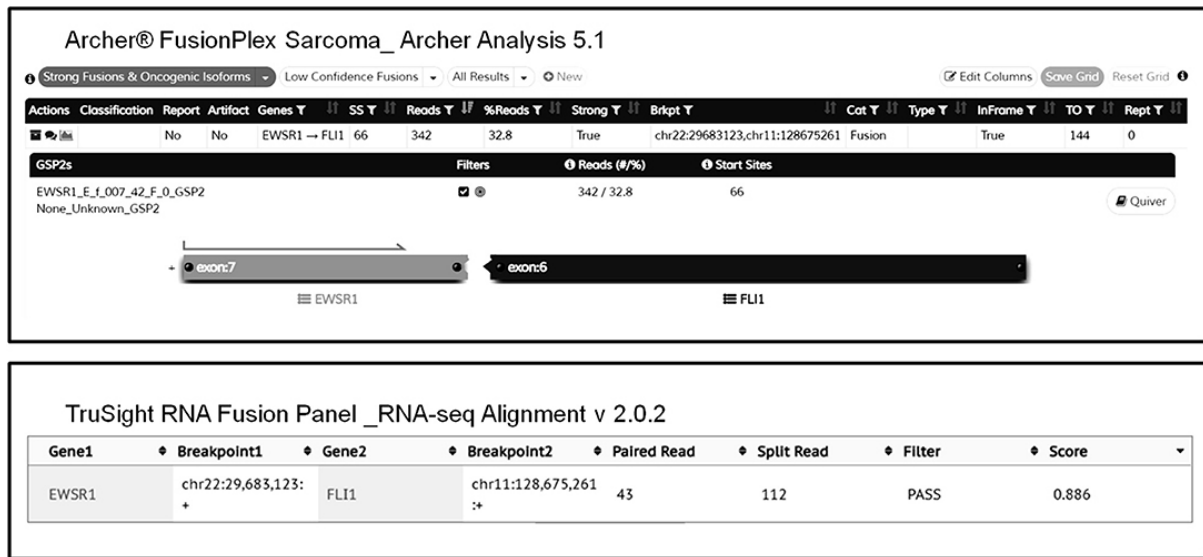 Archer® FusionPlex Sarcoma_ Archer Analysis 5.1
Strong Fusions & Oncogenic Isoforms Low Confidence Fusions All Results New Edit Columns Save Grid Reset Grid
Actions Classification Report Artifact Genes SS Reads %Reads Strong Brkpt Cat Type InFrame TO Rept
No No EWSR1 → FLI1 66 342 32.8 True chr22:29683123,chr11:128675261 Fusion True 144 0
GSP2s Filters Reads (#/%) Start Sites
EWSR1_E_f_007_42_F_0_GSP2 342 / 32.8 66
None_Unknown_GSP2
Quiver
+ exon:7 exon:6
EWSR1 FLI1
TruSight RNA Fusion Panel _RNA-seq Alignment v 2.0.2
Gene1 Breakpoint1 Gene2 Breakpoint2 Paired Read Split Read Filter Score
EWSR1 chr22:29,683,123: FLI1 chr11:128,675,261 43 112 PASS 0.886
+ :+